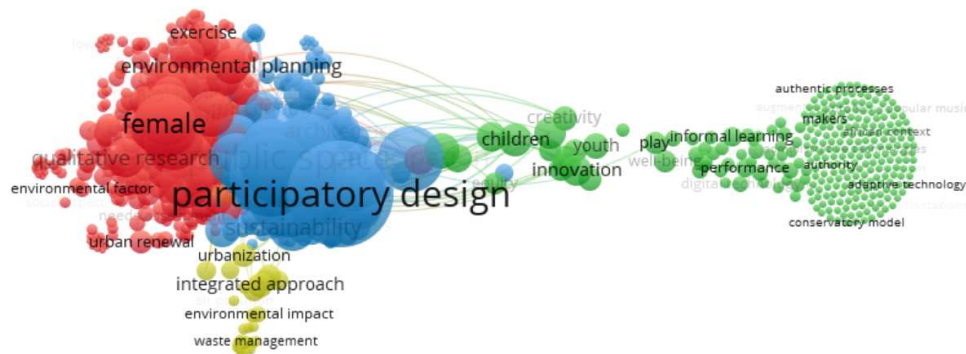 exercise
environmental planning
female
creativity
children
youth
innovation
play
well-being
informal learning
performance
authentic processes
makers
african context
authority
adaptive technology
conservatory model
qualitative research
environmental factor
participatory design
sustainability
urban renewal
urbanization
integrated approach
environmental impact
waste management